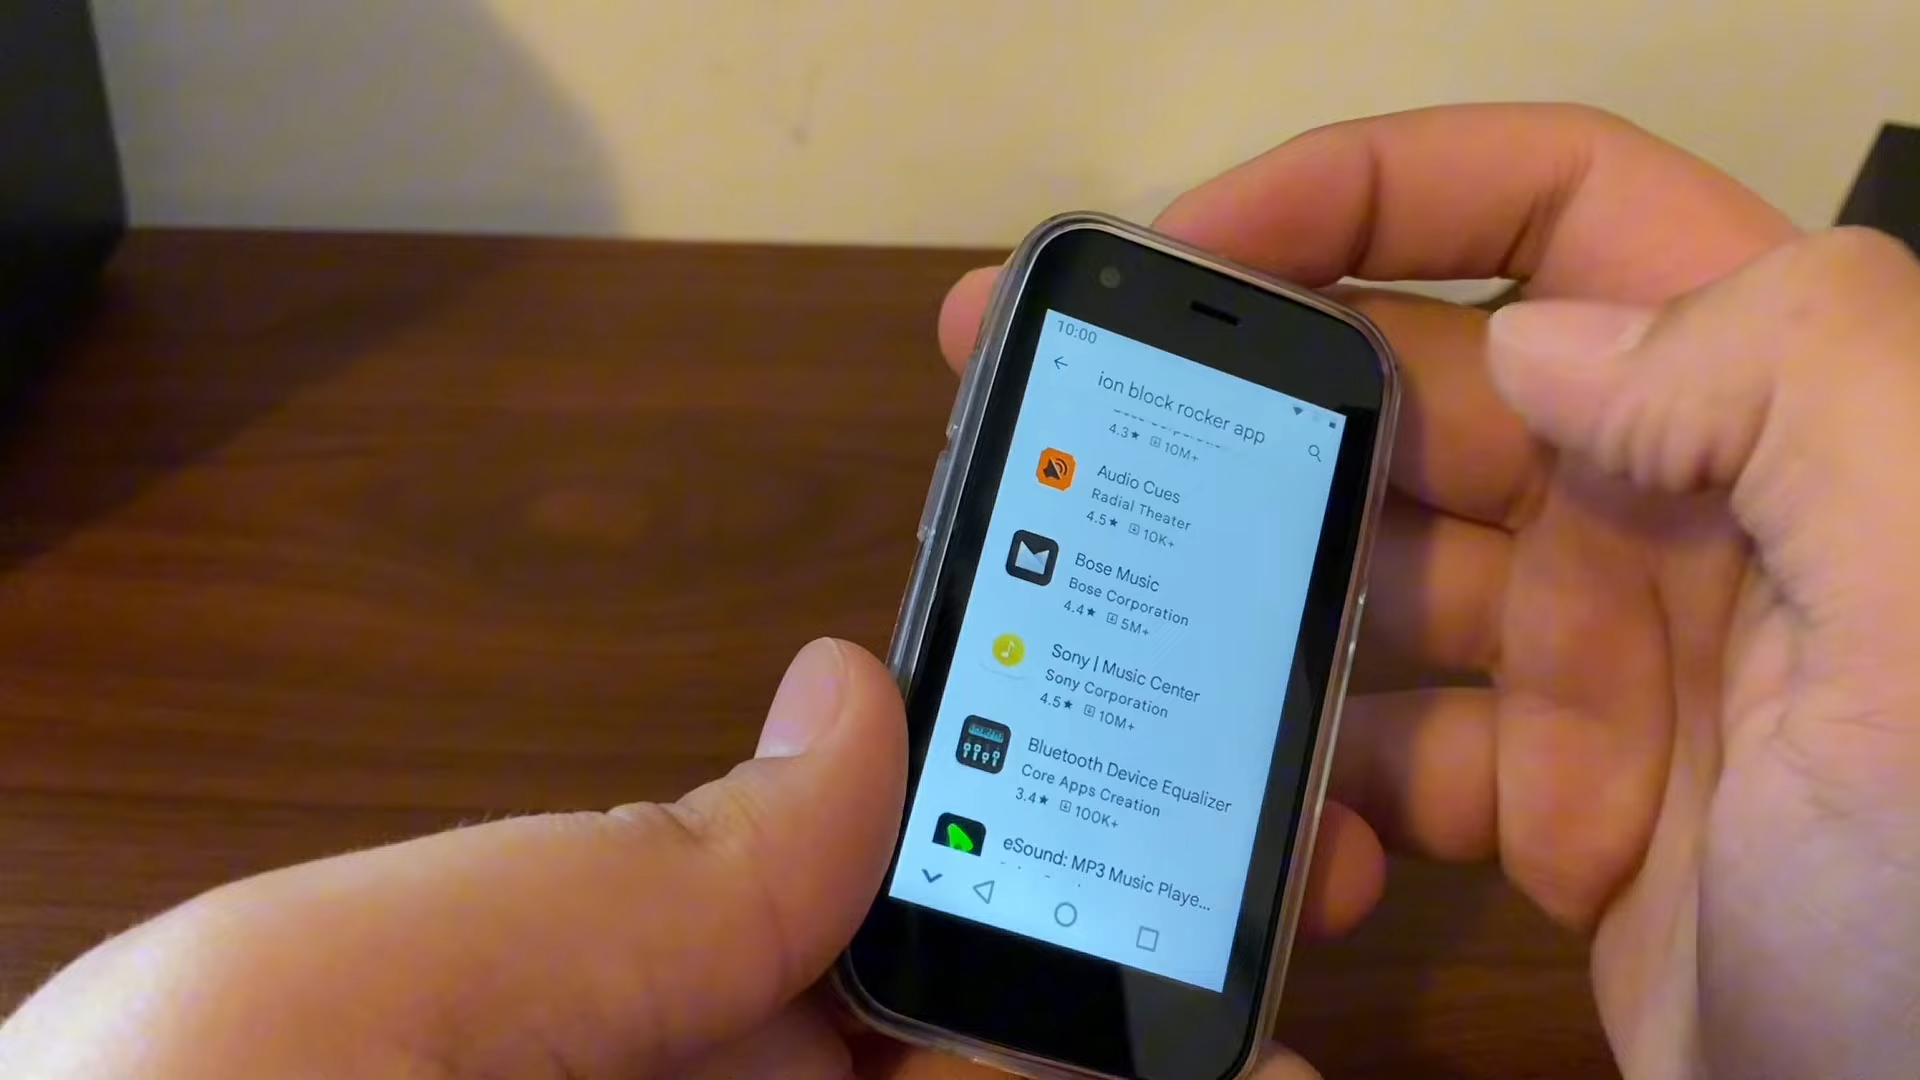 10:00
ion block rocker app
4.3★ 10M+
Audio Cues
Radial Theater
4.5★ 10K+
Bose Music
Bose Corporation
4.4★ 5M+
Sony | Music Center
Sony Corporation
4.5★ 10M+
Bluetooth Device Equalizer
Core Apps Creation
3.4★ 100K+
eSound: MP3 Music Playe...